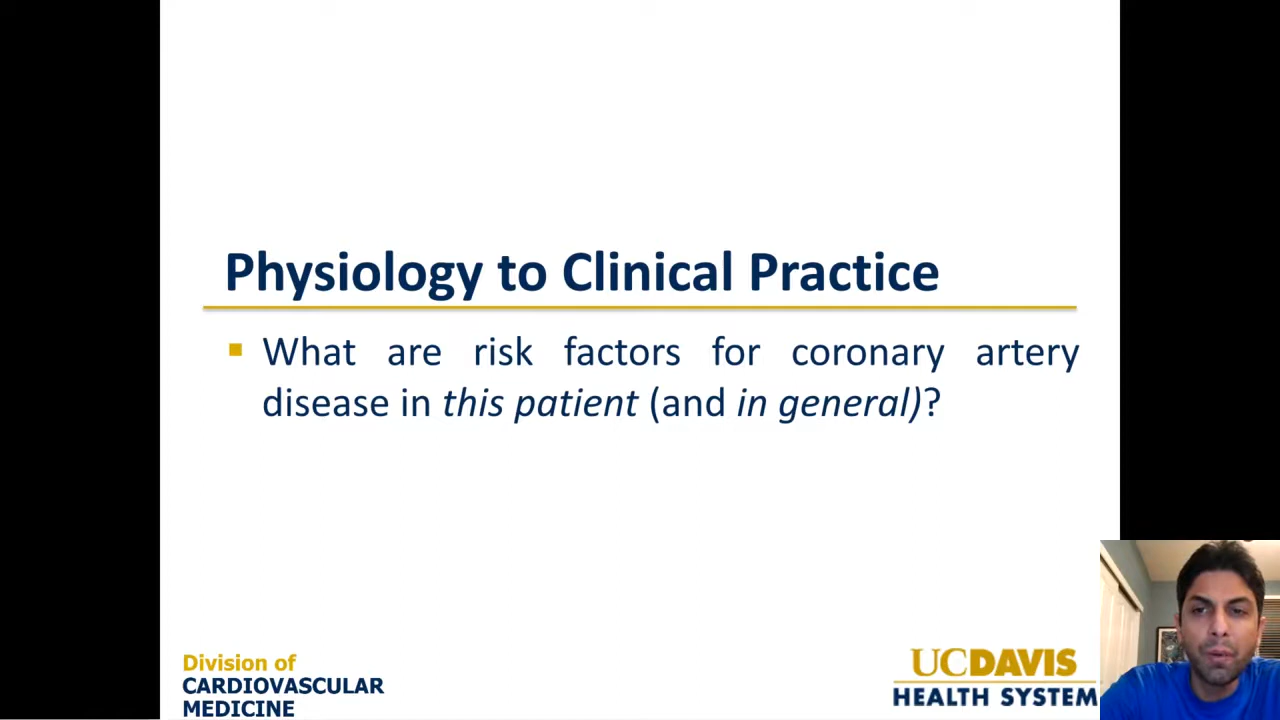 Physiology to Clinical Practice
What are risk factors for coronary artery
disease in this patient (and in general)?
Division of
CARDIOVASCULAR
MEDICINE
UCDAVIS
HEALTH SYSTEM